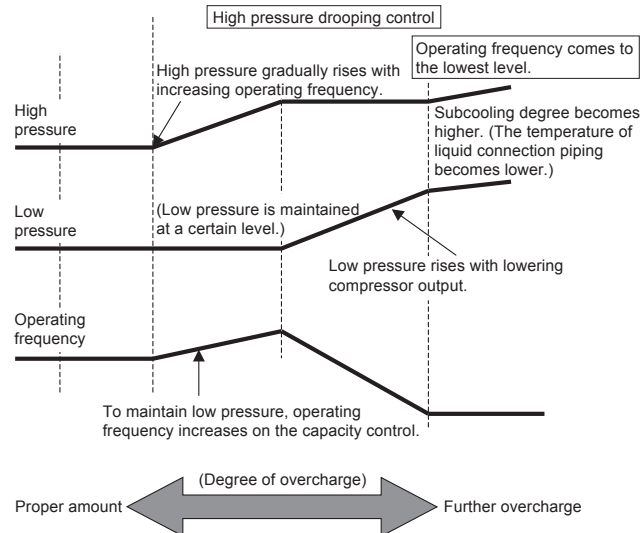 High pressure drooping control
Operating frequency comes to
the lowest level.
High pressure gradually rises with
increasing operating frequency.
High
pressure
Subcooling degree becomes
higher. (The temperature of
liquid connection piping
becomes lower.)
Low
pressure
(Low pressure is maintained
at a certain level.)
Low pressure rises with lowering
compressor output.
Operating
frequency
To maintain low pressure, operating
frequency increases on the capacity control.
(Degree of overcharge)
Proper amount
Further overcharge